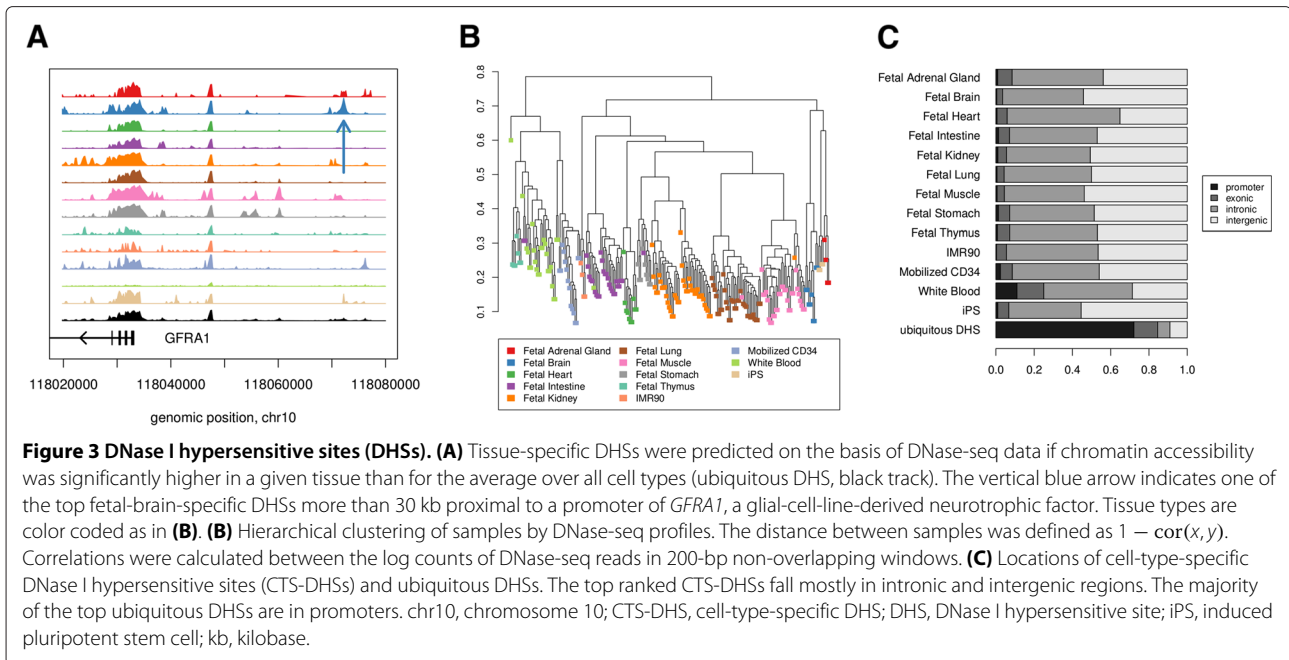 A
GFRA1
118020000 118040000 118060000 118080000
genomic position, chr10
B
0.8
0.7
0.6
0.5
0.4
0.3
0.2
0.1
Fetal Adrenal Gland
Fetal Brain
Fetal Heart
Fetal Intestine
Fetal Kidney
Fetal Lung
Fetal Muscle
Fetal Stomach
Fetal Thymus
IMR90
Mobilized CD34
White Blood
iPS
C
Fetal Adrenal Gland
Fetal Brain
Fetal Heart
Fetal Intestine
Fetal Kidney
Fetal Lung
Fetal Muscle
Fetal Stomach
Fetal Thymus
IMR90
Mobilized CD34
White Blood
iPS
ubiquitous DHS
0.0 0.2 0.4 0.6 0.8 1.0
promoter
exonic
intronic
intergenic
Figure 3 DNase I hypersensitive sites (DHSs). (A) Tissue-specific DHSs were predicted on the basis of DNase-seq data if chromatin accessibility
was significantly higher in a given tissue than for the average over all cell types (ubiquitous DHS, black track). The vertical blue arrow indicates one of
the top fetal-brain-specific DHSs more than 30 kb proximal to a promoter of GFRA1, a glial-cell-line-derived neurotrophic factor. Tissue types are
color coded as in (B). (B) Hierarchical clustering of samples by DNase-seq profiles. The distance between samples was defined as 1 − cor(x, y).
Correlations were calculated between the log counts of DNase-seq reads in 200-bp non-overlapping windows. (C) Locations of cell-type-specific
DNase I hypersensitive sites (CTS-DHSs) and ubiquitous DHSs. The top ranked CTS-DHSs fall mostly in intronic and intergenic regions. The majority
of the top ubiquitous DHSs are in promoters. chr10, chromosome 10; CTS-DHS, cell-type-specific DHS; DHS, DNase I hypersensitive site; iPS, induced
pluripotent stem cell; kb, kilobase.